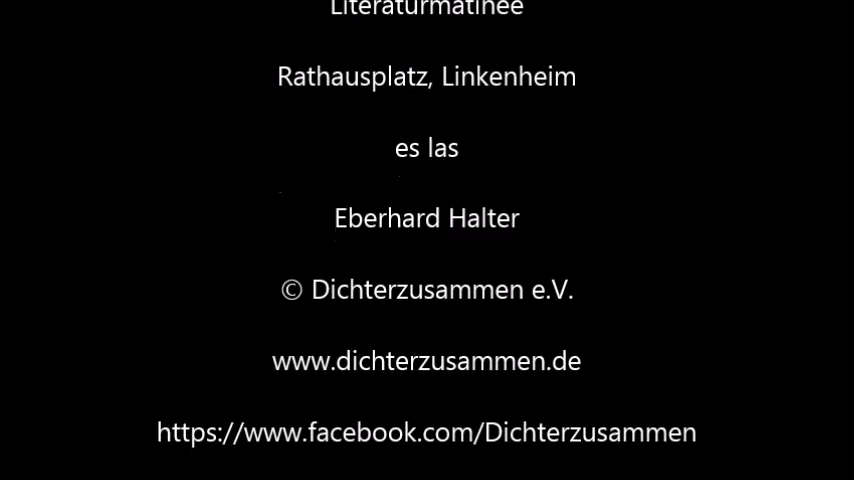 Literaturmatinee
Rathausplatz, Linkenheim
es las
Eberhard Halter
© Dichterzusammen e.V.
www.dichterzusammen.de
https://www.facebook.com/Dichterzusammen